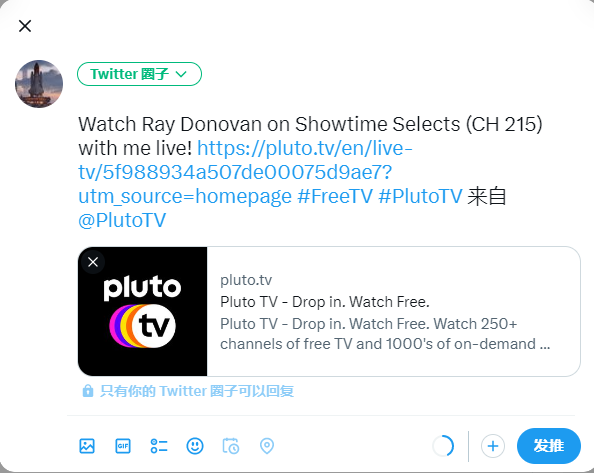 Twitter 圈子
Watch Ray Donovan on Showtime Selects (CH 215)
with me live! https://pluto.tv/en/live-
tv/5f988934a507de00075d9ae7?
utm_source=homepage #FreeTV #PlutoTV 来自
@PlutoTV
pluto
tv
pluto.tv
Pluto TV - Drop in. Watch Free.
Pluto TV - Drop in. Watch Free. Watch 250+
channels of free TV and 1000's of on-demand ...
只有你的 Twitter 圈子可以回复
GIF
发推